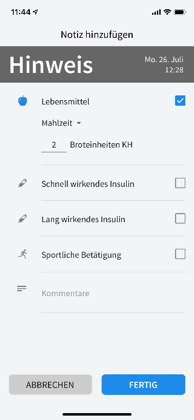 11:44
Notiz hinzufügen
Hinweis
Mo. 26. Juli
12:28
Lebensmittel
Mahlzeit
2 Broteinheiten KH
Schnell wirkendes Insulin
Lang wirkendes Insulin
Sportliche Betätigung
Kommentare
ABBRECHEN FERTIG